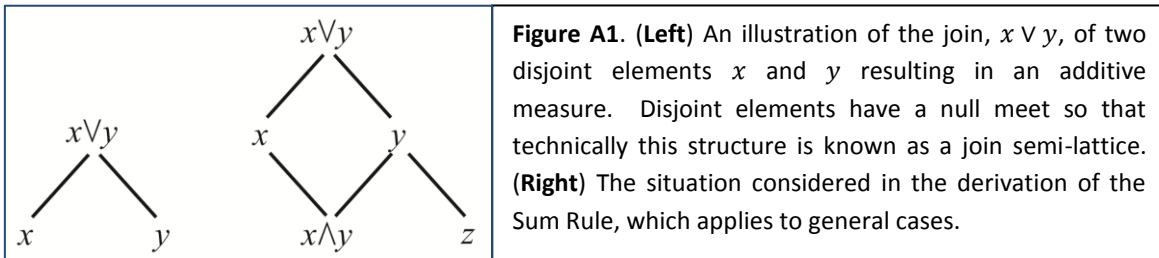 x∨y
x∨y
x
y
x
y
x∧y
z
Figure A1. (Left) An illustration of the join, x ∨ y, of two
disjoint elements x and y resulting in an additive
measure. Disjoint elements have a null meet so that
technically this structure is known as a join semi-lattice.
(Right) The situation considered in the derivation of the
Sum Rule, which applies to general cases.